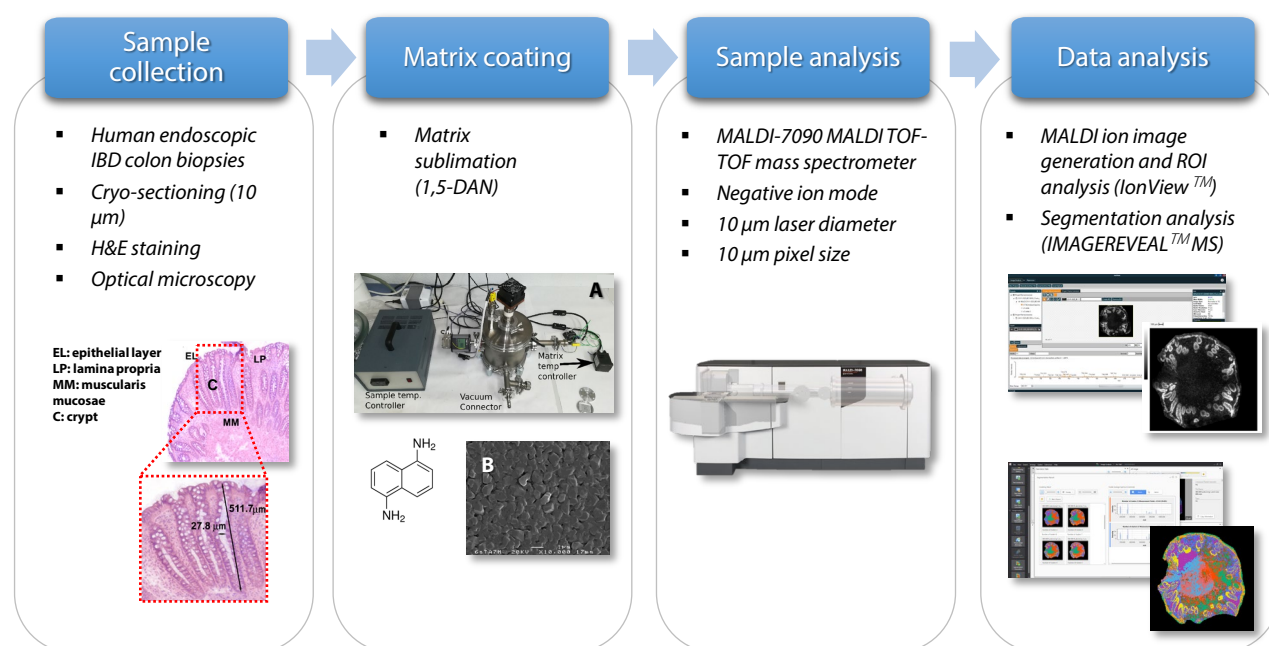 Sample
collection
Matrix coating
Sample analysis
Data analysis
▪ Human endoscopic
IBD colon biopsies
▪ Cryo-sectioning (10
µm)
▪ H&E staining
▪ Optical microscopy
EL: epithelial layer
LP: lamina propria
MM: muscularis
mucosae
C: crypt
EL
LP
C
MM
511.7µm
27.8 µm
▪ Matrix
sublimation
(1,5-DAN)
A
Matrix
temp
controller
Sample temp.
Controller
Vacuum
Connector
NH2
NH2
B
1µm
▪ MALDI-7090 MALDI TOF-
TOF mass spectrometer
▪ Negative ion mode
▪ 10 µm laser diameter
▪ 10 µm pixel size
MALDI-7090
▪ MALDI ion image
generation and ROI
analysis (IonView TM)
▪ Segmentation analysis
(IMAGEREVEAL TM MS)